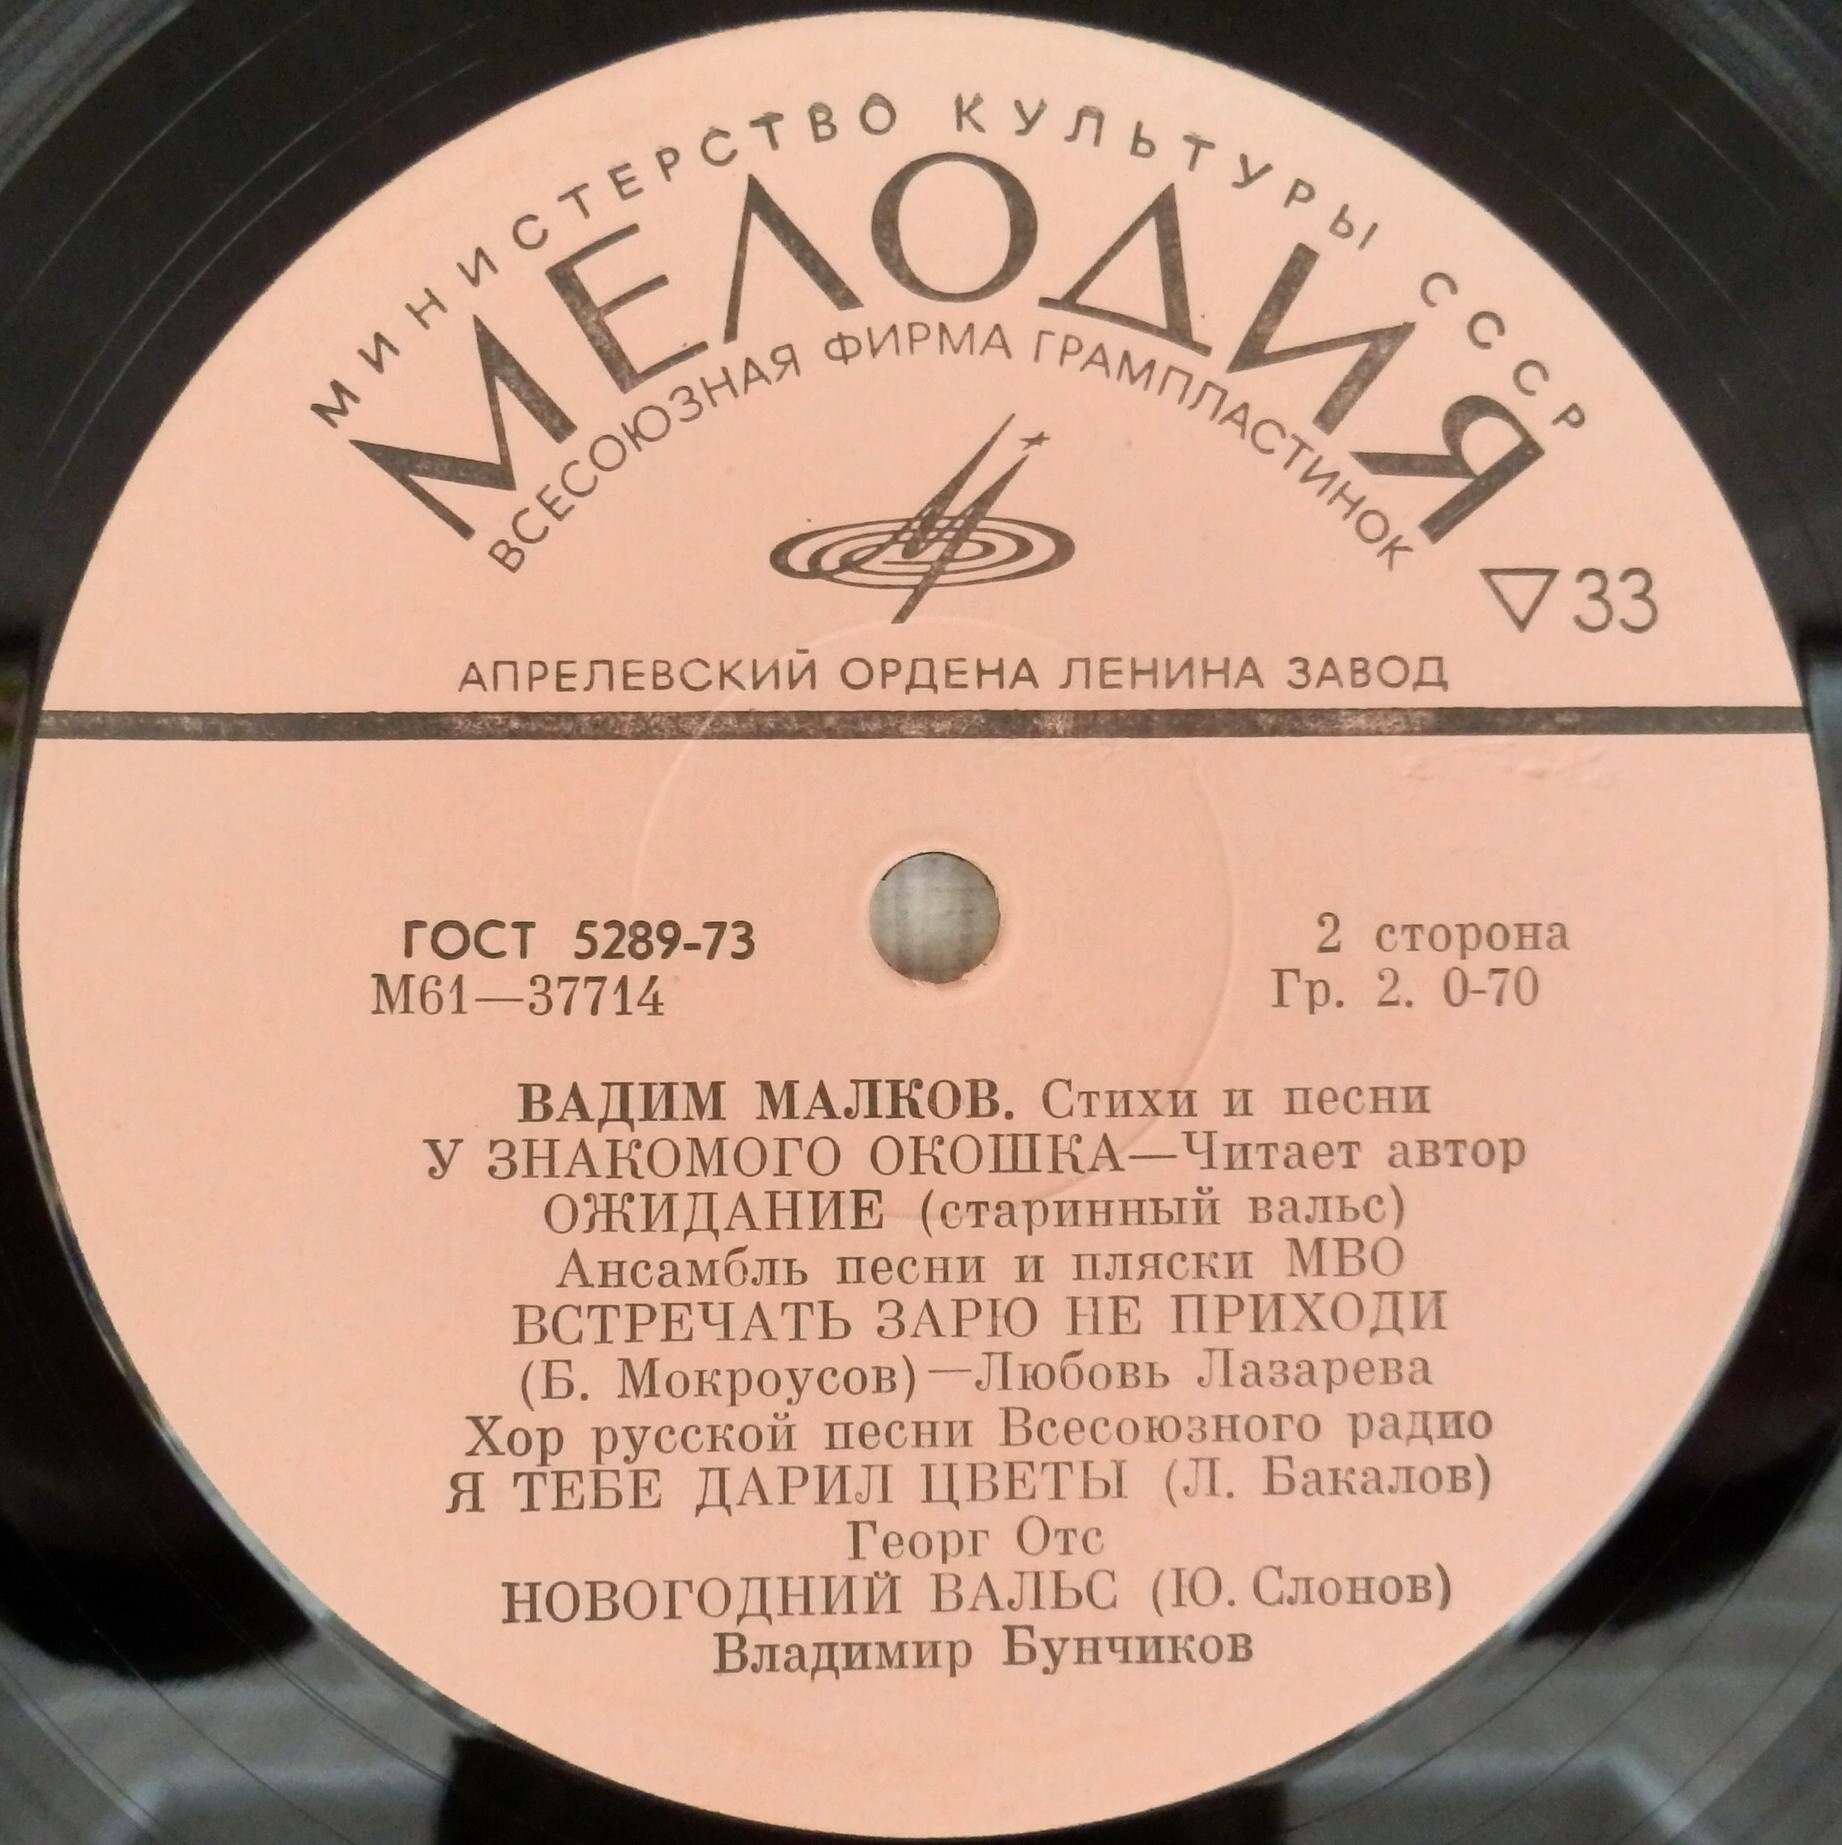 МИНИСТЕРСТВО КУЛЬТУРЫ СССР
МЕЛОДИЯ
ВСЕСОЮЗНАЯ ФИРМА ГРАМПЛАСТИНОК
▽33
АПРЕЛЕВСКИЙ ОРДЕНА ЛЕНИНА ЗАВОД
ГОСТ 5289-73
М61—37714
2 сторона
Гр. 2. 0-70
ВАДИМ МАЛКОВ. Стихи и песни
У ЗНАКОМОГО ОКОШКА—Читает автор
ОЖИДАНИЕ (старинный вальс)
Ансамбль песни и пляски МВО
ВСТРЕЧАТЬ ЗАРЮ НЕ ПРИХОДИ
(Б. Мокроусов)—Любовь Лазарева
Хор русской песни Всесоюзного радио
Я ТЕБЕ ДАРИЛ ЦВЕТЫ (Л. Бакалов)
Георг Отс
НОВОГОДНИЙ ВАЛЬС (Ю. Слонов)
Владимир Бунчиков